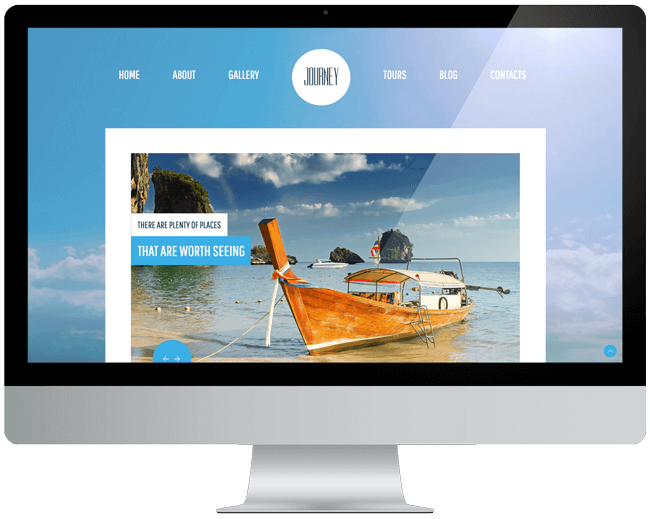 HOME ABOUT GALLERY JOURNEY TOURS BLOG CONTACTS
THERE ARE PLENTY OF PLACES
THAT ARE WORTH SEEING